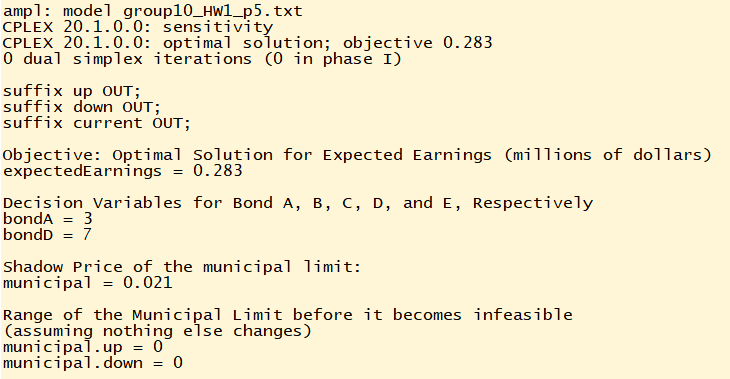 ampl: model group10_HW1_p5.txt
CPLEX 20.1.0.0: sensitivity
CPLEX 20.1.0.0: optimal solution; objective 0.283
0 dual simplex iterations (0 in phase I)
suffix up OUT;
suffix down OUT;
suffix current OUT;
Objective: Optimal Solution for Expected Earnings (millions of dollars)
expectedEarnings = 0.283
Decision Variables for Bond A, B, C, D, and E, Respectively
bondA = 3
bondD = 7
Shadow Price of the municipal limit:
municipal = 0.021
Range of the Municipal Limit before it becomes infeasible
(assuming nothing else changes)
municipal.up = 0
municipal.down = 0